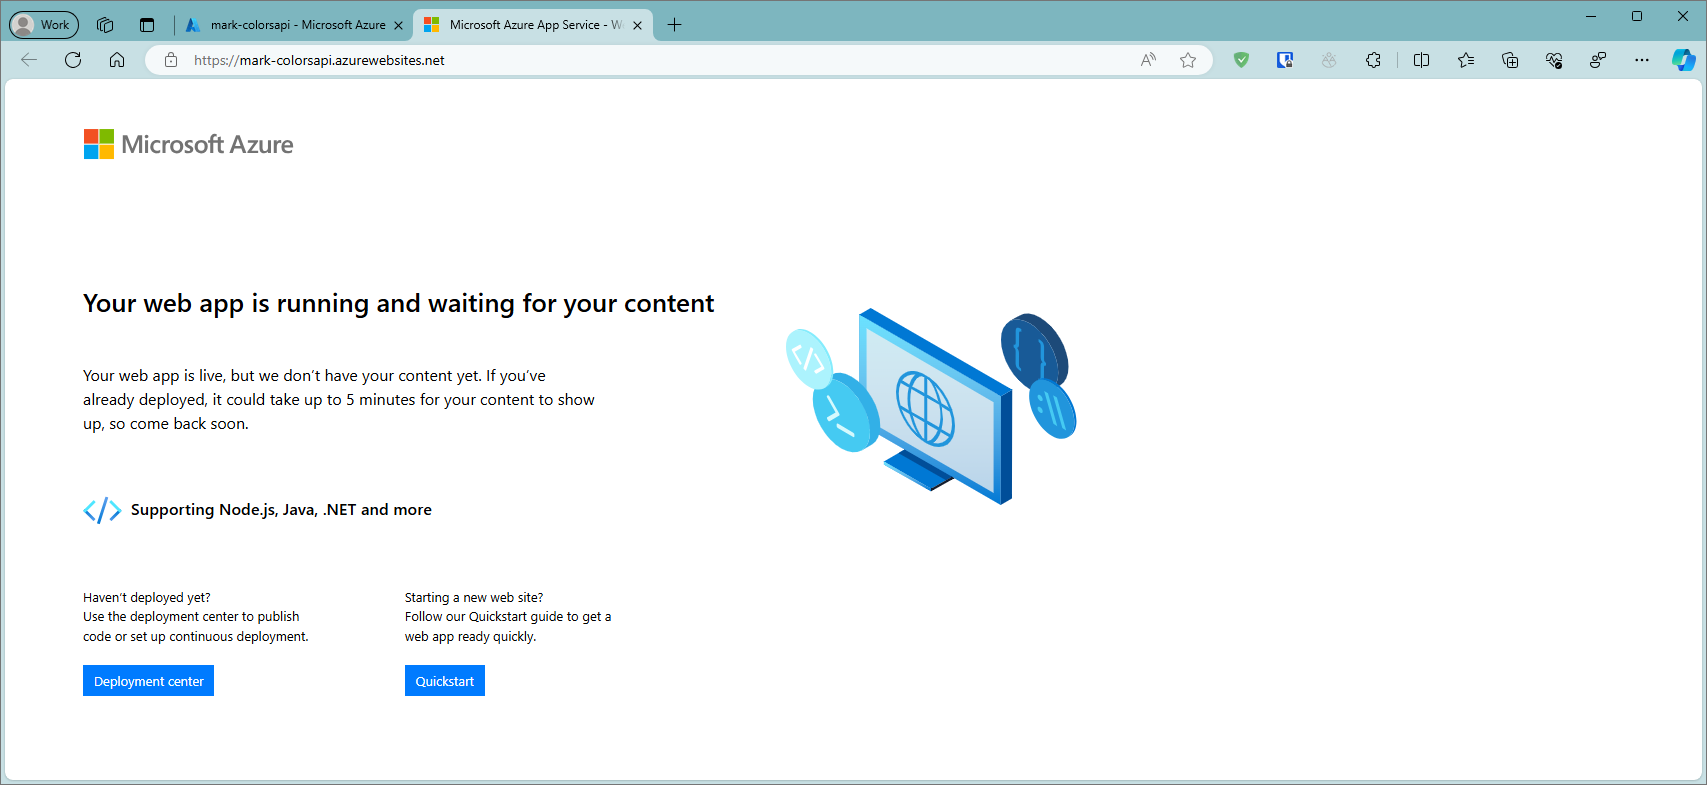 Work
mark-colorsapi - Microsoft Azure
Microsoft Azure App Service - W
https://mark-colorsapi.azurewebsites.net
Microsoft Azure
Your web app is running and waiting for your content
Your web app is live, but we don’t have your content yet. If you’ve
already deployed, it could take up to 5 minutes for your content to show
up, so come back soon.
Supporting Node.js, Java, .NET and more
Haven’t deployed yet?
Use the deployment center to publish
code or set up continuous deployment.
Deployment center
Starting a new web site?
Follow our Quickstart guide to get a
web app ready quickly.
Quickstart